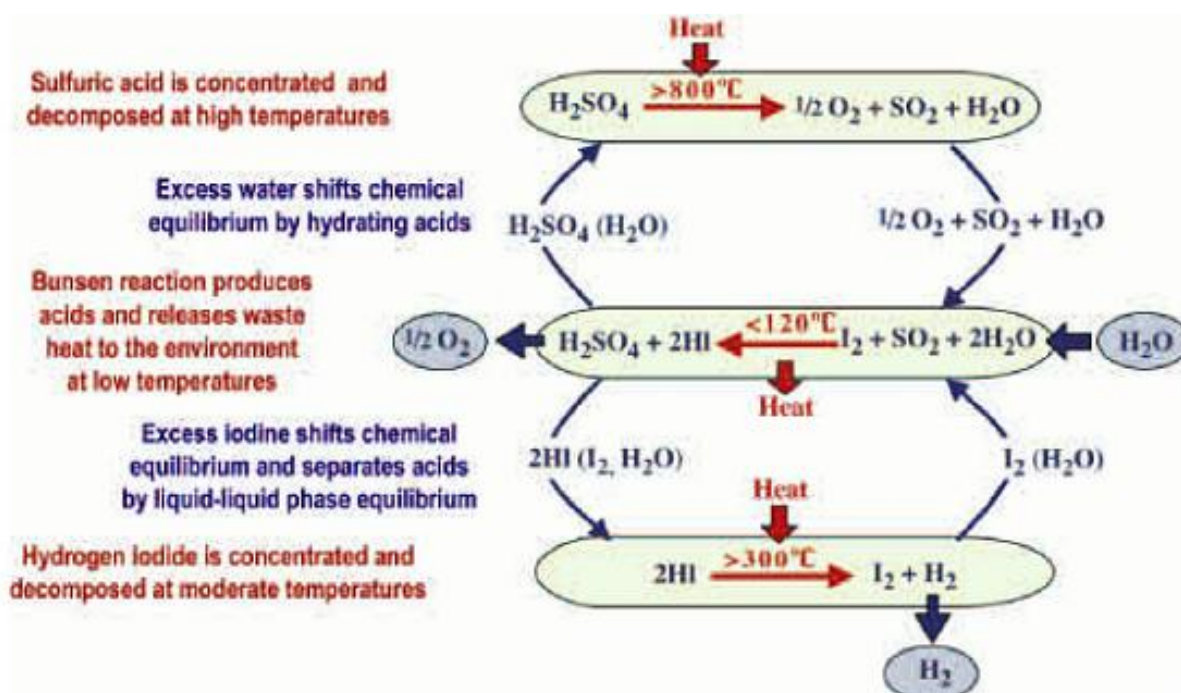 Heat
Sulfuric acid is concentrated and
decomposed at high temperatures
H₂SO₄ >800℃ 1/2 O₂ + SO₂ + H₂O
Excess water shifts chemical
equilibrium by hydrating acids
H₂SO₄ (H₂O)
1/2 O₂ + SO₂ + H₂O
Bunsen reaction produces
acids and releases waste
heat to the environment
at low temperatures
1/2 O₂
H₂SO₄ + 2HI <120℃ I₂ + SO₂ + 2H₂O
H₂O
Heat
Excess iodine shifts chemical
equilibrium and separates acids
by liquid-liquid phase equilibrium
2HI (I₂, H₂O)
I₂ (H₂O)
Heat
Hydrogen Iodide is concentrated and
decomposed at moderate temperatures
2HI >300℃ I₂ + H₂
H₂